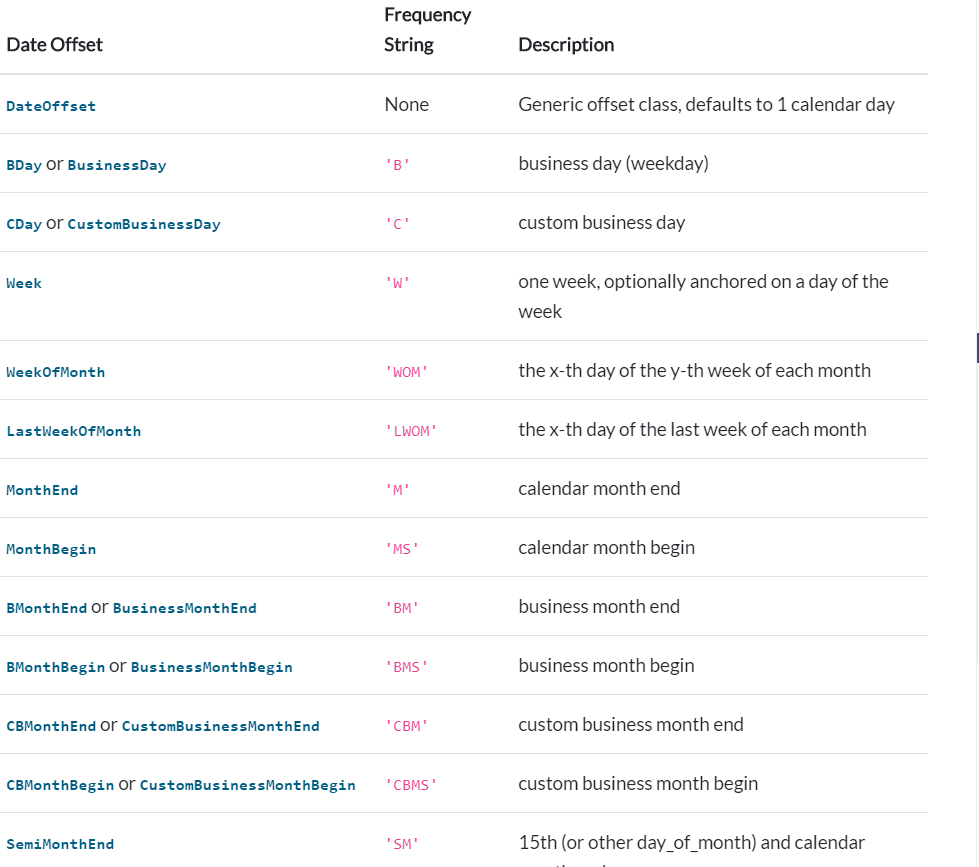 Date Offset Frequency String Description
DateOffset None Generic offset class, defaults to 1 calendar day
BDay or BusinessDay 'B' business day (weekday)
CDay or CustomBusinessDay 'C' custom business day
Week 'W' one week, optionally anchored on a day of the
week
WeekOfMonth 'WOM' the x-th day of the y-th week of each month
LastWeekOfMonth 'LWOM' the x-th day of the last week of each month
MonthEnd 'M' calendar month end
MonthBegin 'MS' calendar month begin
BMonthEnd or BusinessMonthEnd 'BM' business month end
BMonthBegin or BusinessMonthBegin 'BMS' business month begin
CBMonthEnd or CustomBusinessMonthEnd 'CBM' custom business month end
CBMonthBegin or CustomBusinessMonthBegin 'CBMS' custom business month begin
SemiMonthEnd 'SM' 15th (or other day_of_month) and calendar